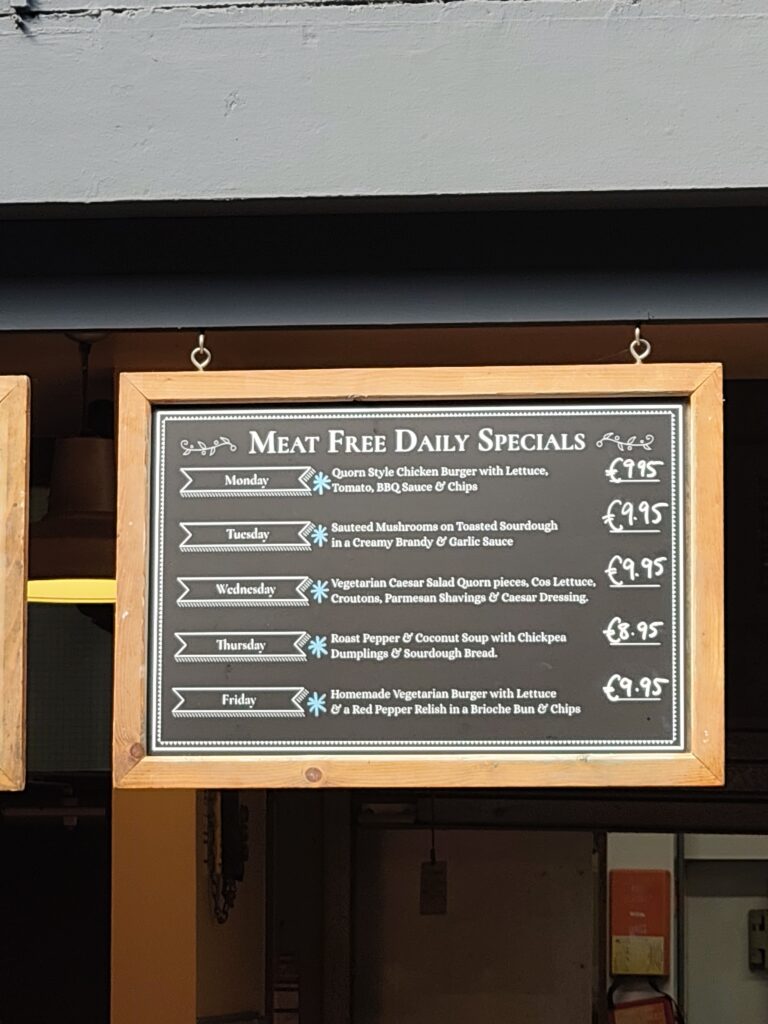 MEAT FREE DAILY SPECIALS
Monday
Quorn Style Chicken Burger with Lettuce,
Tomato, BBQ Sauce & Chips
€995
Tuesday
Sauteed Mushrooms on Toasted Sourdough
in a Creamy Brandy & Garlic Sauce
€9.95
Wednesday
Vegetarian Caesar Salad Quorn pieces, Cos Lettuce,
Croutons, Parmesan Shavings & Caesar Dressing.
€9.95
Thursday
Roast Pepper & Coconut Soup with Chickpea
Dumplings & Sourdough Bread.
€8.95
Friday
Homemade Vegetarian Burger with Lettuce
& a Red Pepper Relish in a Brioche Bun & Chips
€9.95